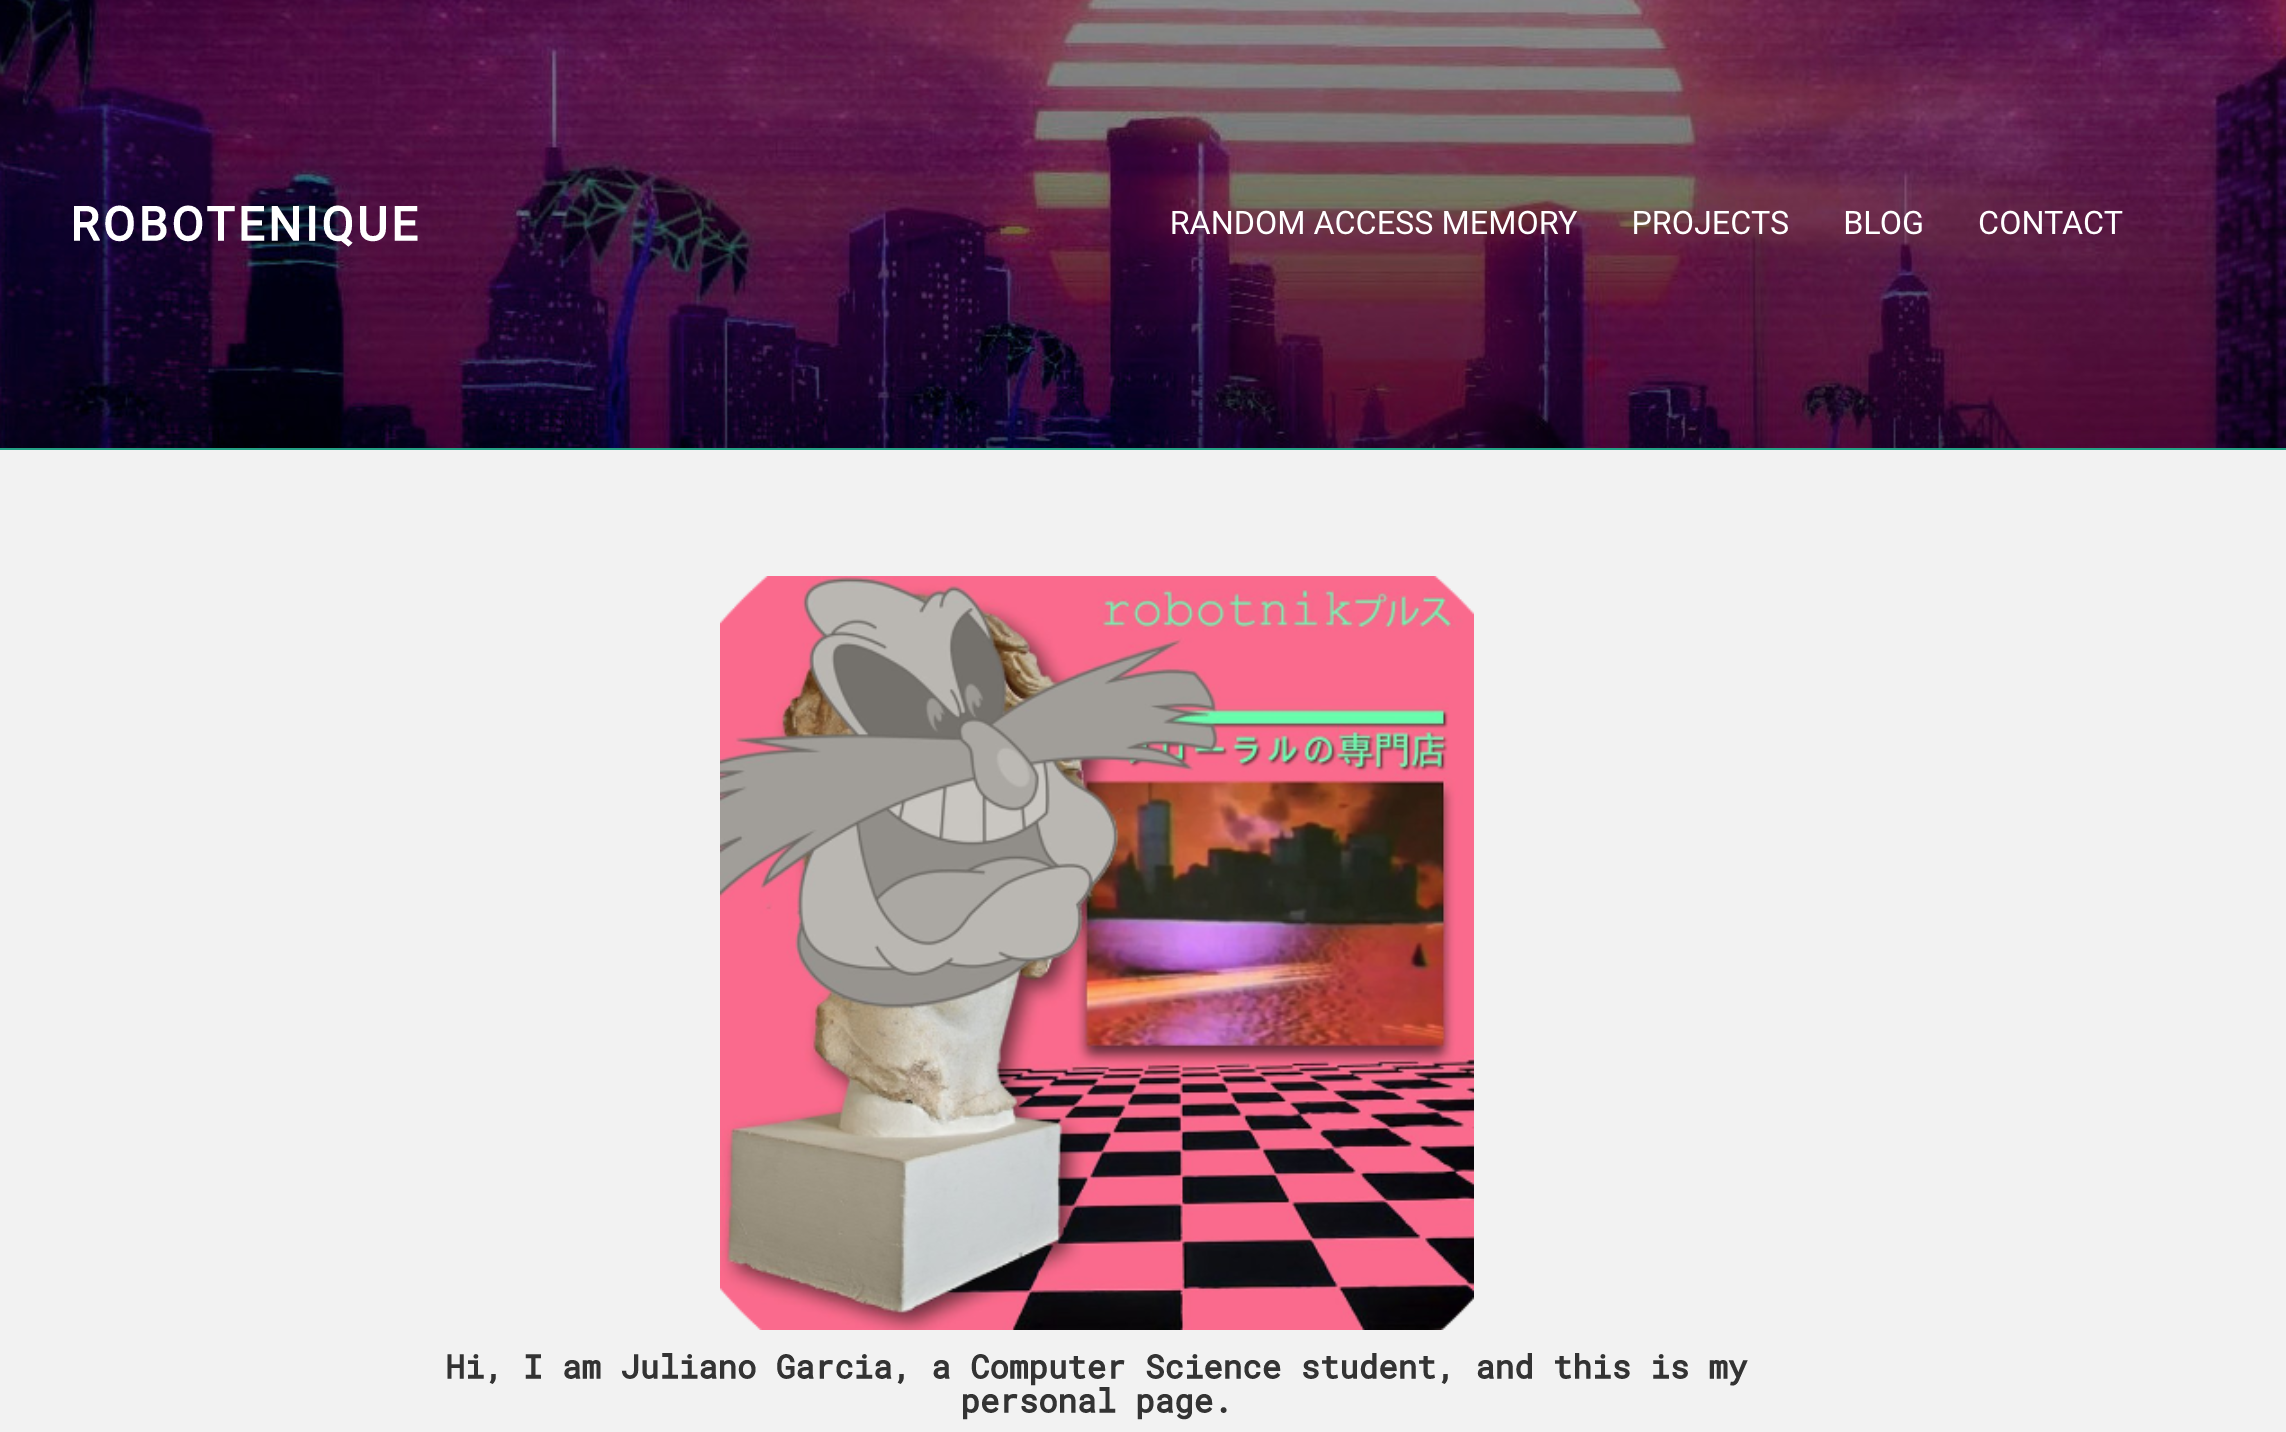 ROBOTENIQUE
RANDOM ACCESS MEMORY PROJECTS BLOG CONTACT
robotnikプルス
ーラルの専門店
Hi, I am Juliano Garcia, a Computer Science student, and this is my
personal page.